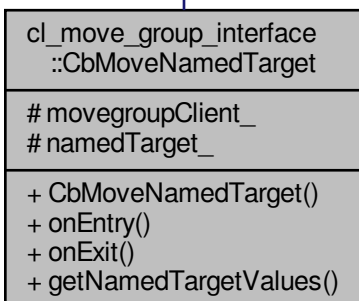 cl_move_group_interface
::CbMoveNamedTarget
# movegroupClient_
# namedTarget_
+ CbMoveNamedTarget()
+ onEntry()
+ onExit()
+ getNamedTargetValues()